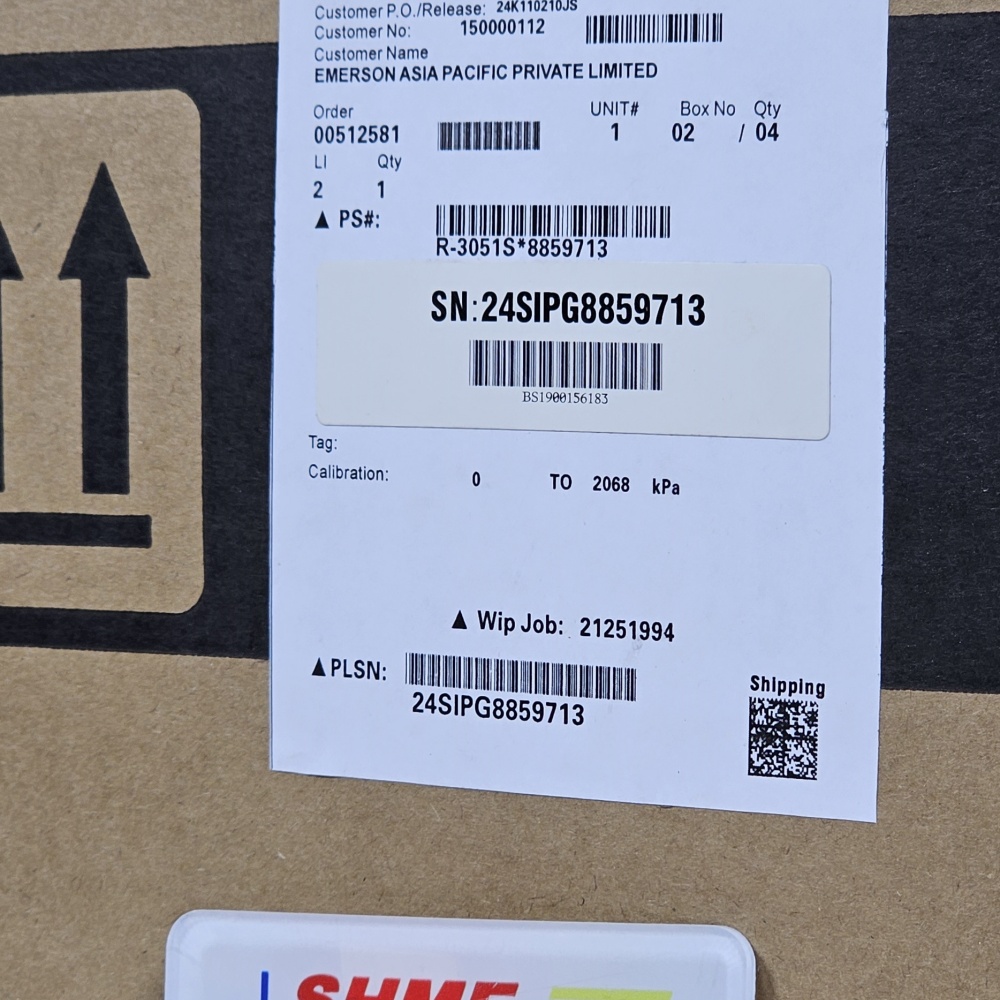 Customer P.O./Release: 24K110210JS
Customer No: 150000112
Customer Name
EMERSON ASIA PACIFIC PRIVATE LIMITED
Order UNIT# Box No Qty
00512581 1 02 / 04
LI Qty
2 1
▲ PS#:
R-3051S*8859713
SN:24SIPG8859713
BS1900156183
Tag:
Calibration: 0 TO 2068 kPa
▲ Wip Job: 21251994
▲PLSN:
24SIPG8859713
Shipping